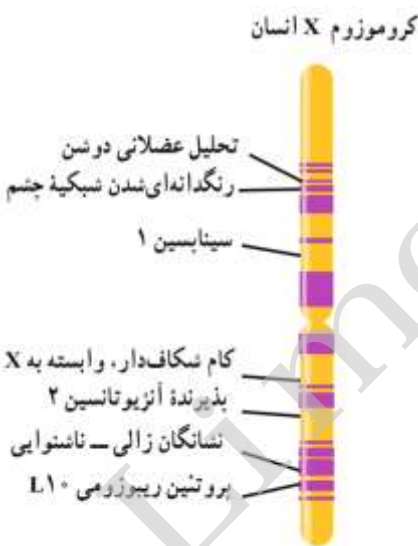 کروموزوم X انسان
تحلیل عضلانی دوشن
رنگدانه‌ای‌شدن شبکیهٔ چشم
سیناپسین ۱
کام شکاف‌دار، وابسته به X
پذیرندهٔ آنژیوتانسین ۲
نشانگان زالی ــ ناشنوایی
پروتئین ریبوزومی L۱۰